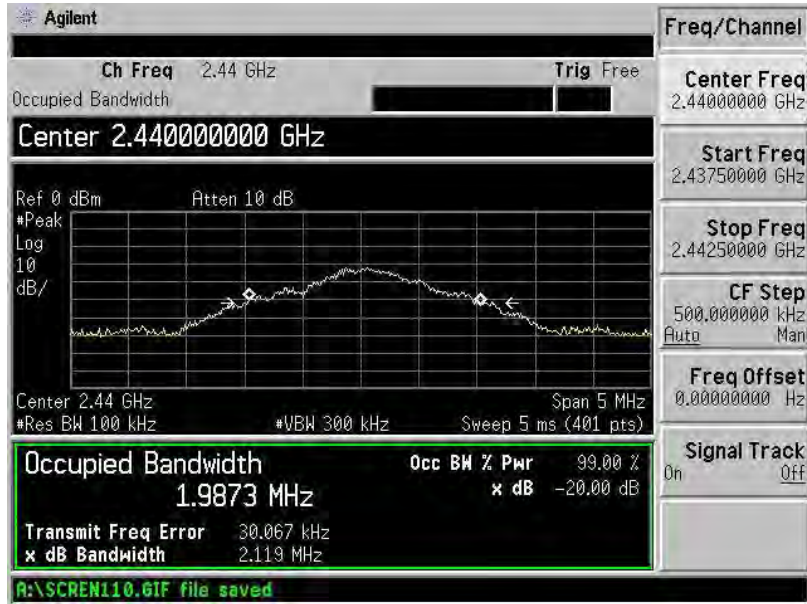 Agilent
Freq/Channel
Ch Freq 2.44 GHz Trig Free
Occupied Bandwidth
Center 2.440000000 GHz
Ref 0 dBm Atten 10 dB
#Peak
Log
10
dB/
Center 2.44 GHz Span 5 MHz
#Res BW 100 kHz #VBW 300 kHz Sweep 5 ms (401 pts)
Occupied Bandwidth Occ BW % Pwr 99.00 %
1.9873 MHz x dB -20.00 dB
Transmit Freq Error 30.067 kHz
x dB Bandwidth 2.119 MHz
A:\SCREN110.GIF file saved
Center Freq
2.44000000 GHz
Start Freq
2.43750000 GHz
Stop Freq
2.44250000 GHz
CF Step
500.000000 kHz
Auto Man
Freq Offset
0.00000000 Hz
Signal Track
On Off